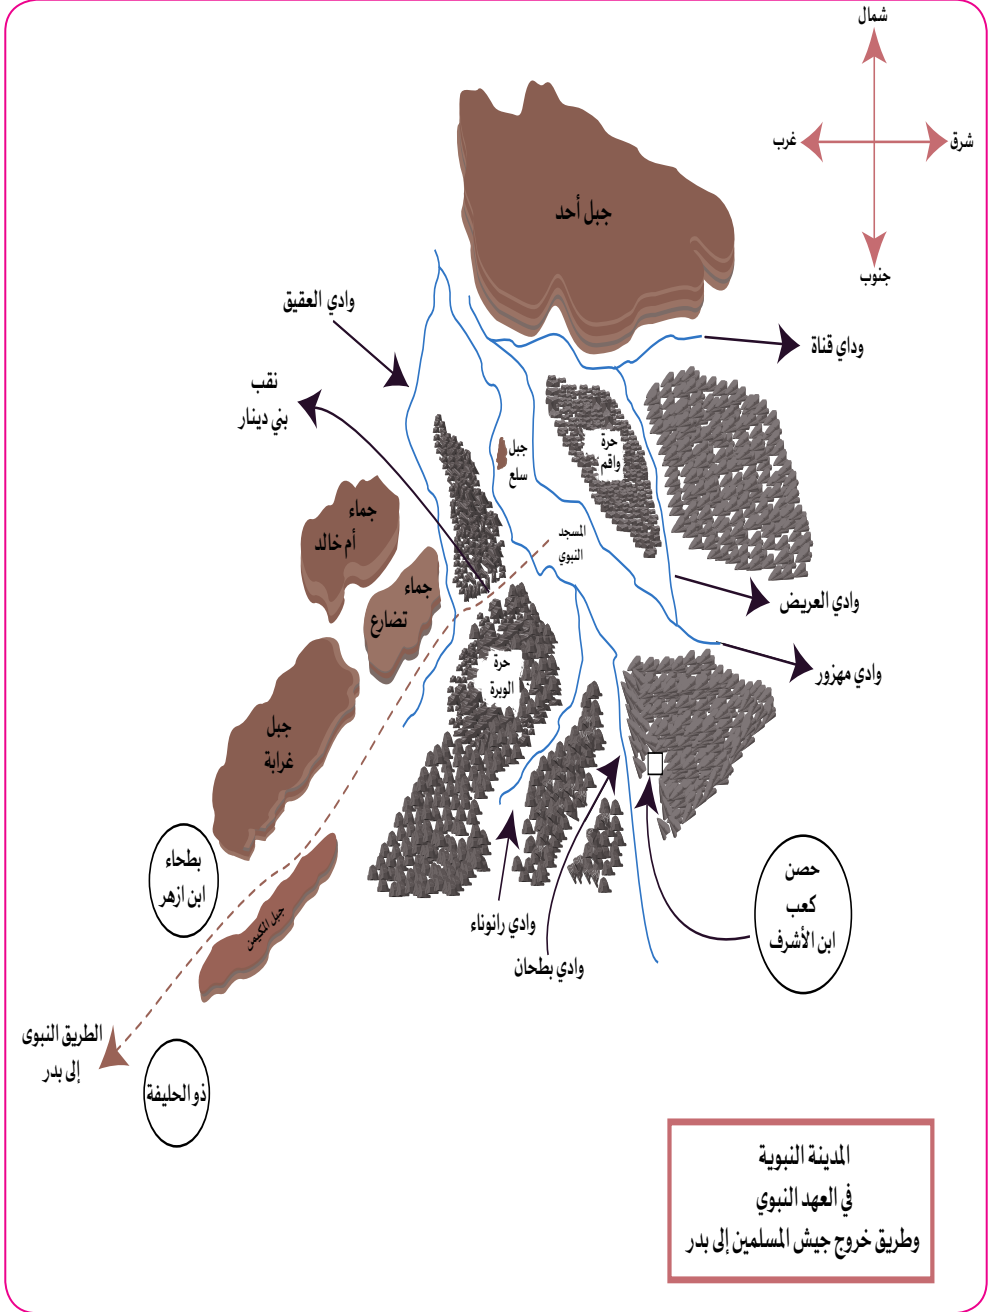 شمال
شرق
غرب
جنوب
جبل أحد
وادي العقيق
وداي قناة
نقب
بني دينار
حرة
واقم
جبل
سلع
جماء
أم خالد
المسجد
النبوي
جماء
تضارع
وادي العريض
وادي مهزور
حرة
الوبرة
جبل
غرابة
بطحاء
ابن ازهر
حصن
كعب
ابن الأشرف
جبل المكيمن
وادي رانوناء
وادي بطحان
الطريق النبوى
إلى بدر
ذو الحليفة
المدينة النبوية
في العهد النبوي
وطريق خروج جيش المسلمين إلى بدر